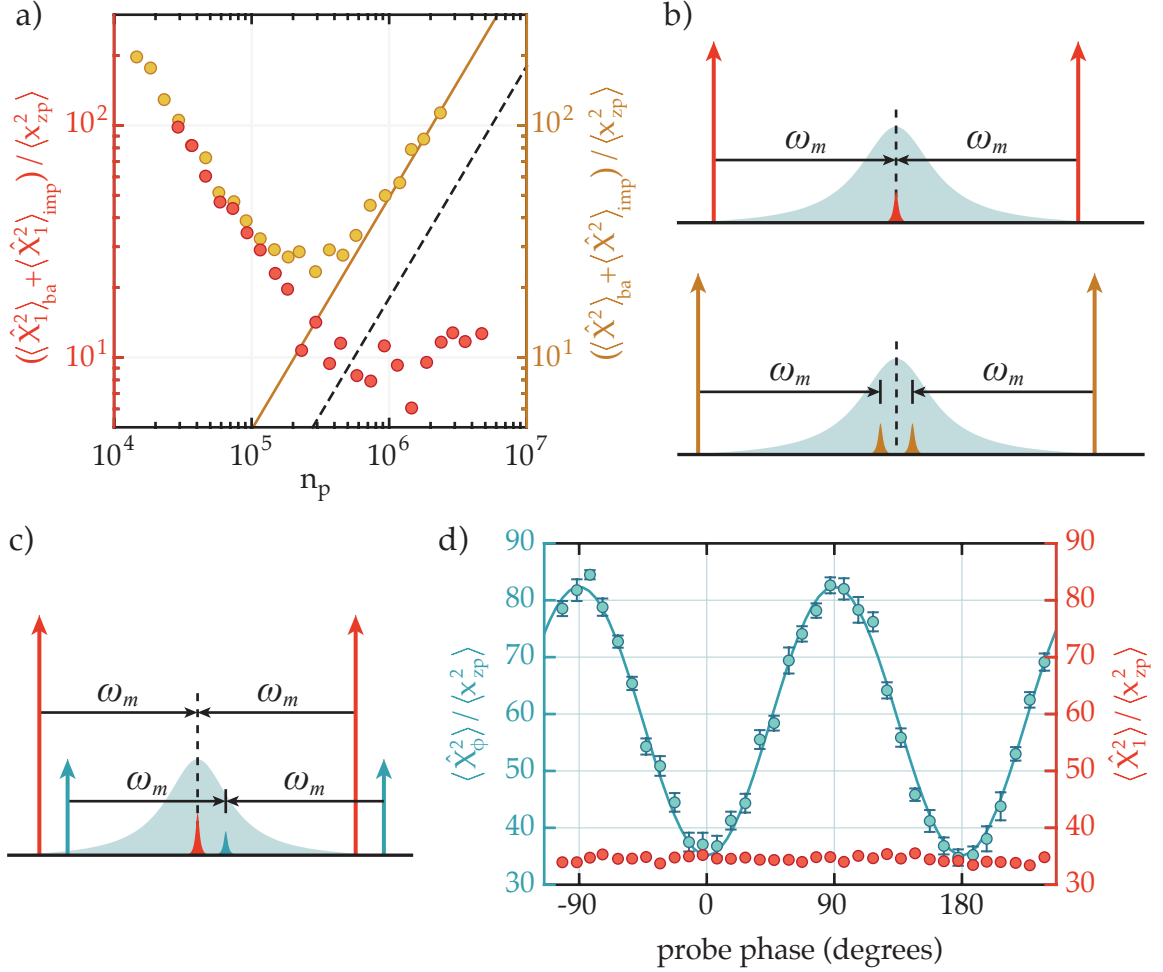 a)
(⟨X̂₁²⟩ba+⟨X̂₁²⟩imp) / ⟨x²zp⟩
10²
10¹
10⁴ 10⁵ 10⁶ 10⁷
nₚ
10²
10¹
(⟨X̂²⟩ba+⟨X̂²⟩imp) / ⟨x²zp⟩
b)
ωₘ ωₘ
ωₘ ωₘ
c)
ωₘ ωₘ
ωₘ ωₘ
d)
⟨X̂ϕ²⟩ / ⟨x²zp⟩
90 90
80 80
70 70
60 60
50 50
40 40
30 30
-90 0 90 180
probe phase (degrees)
⟨X̂₁²⟩ / ⟨x²zp⟩